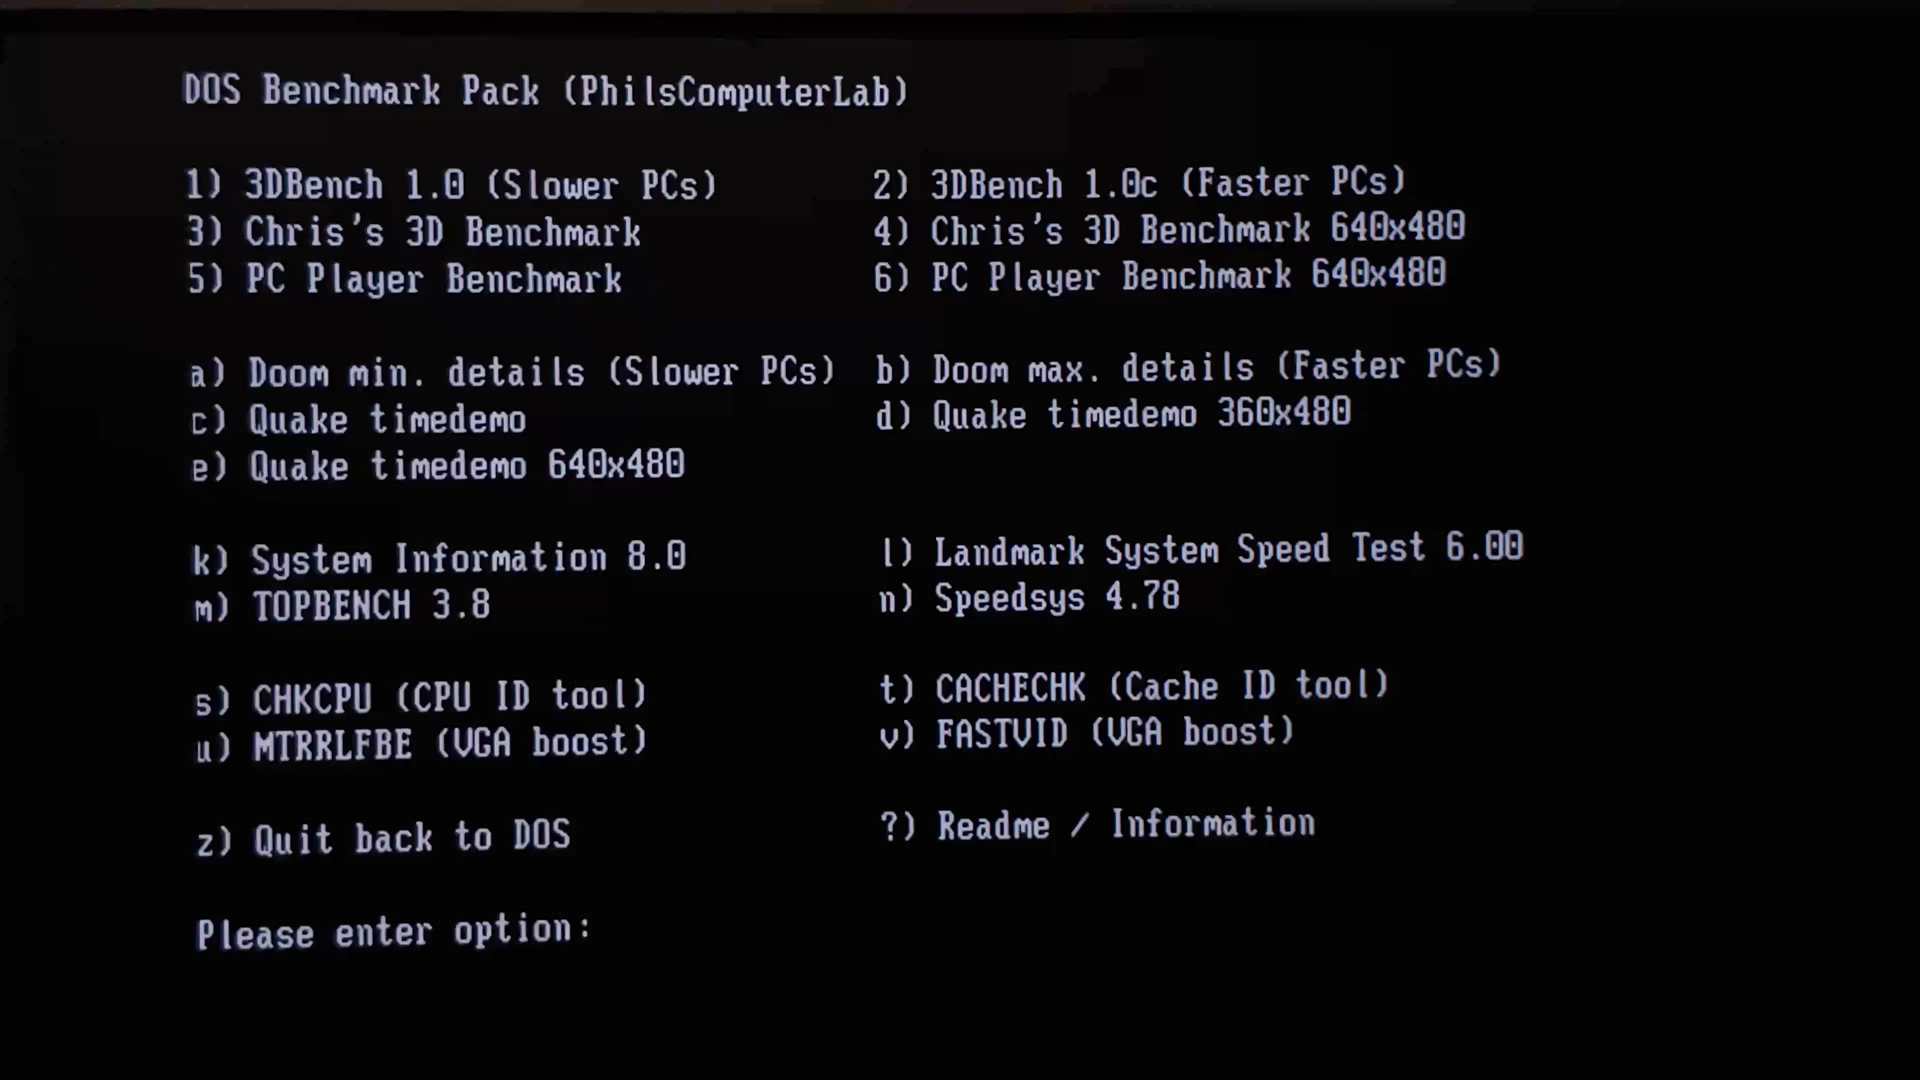 DOS Benchmark Pack (PhilsComputerLab)
1) 3DBench 1.0 (Slower PCs) 2) 3DBench 1.0c (Faster PCs)
3) Chris's 3D Benchmark 4) Chris's 3D Benchmark 640x480
5) PC Player Benchmark 6) PC Player Benchmark 640x480
a) Doom min. details (Slower PCs) b) Doom max. details (Faster PCs)
c) Quake timedemo d) Quake timedemo 360x480
e) Quake timedemo 640x480
k) System Information 8.0 l) Landmark System Speed Test 6.00
m) TOPBENCH 3.8 n) Speedsys 4.78
s) CHKCPU (CPU ID tool) t) CACHECHK (Cache ID tool)
u) MTRRLFBE (VGA boost) v) FASTVID (VGA boost)
z) Quit back to DOS ?) Readme / Information
Please enter option: